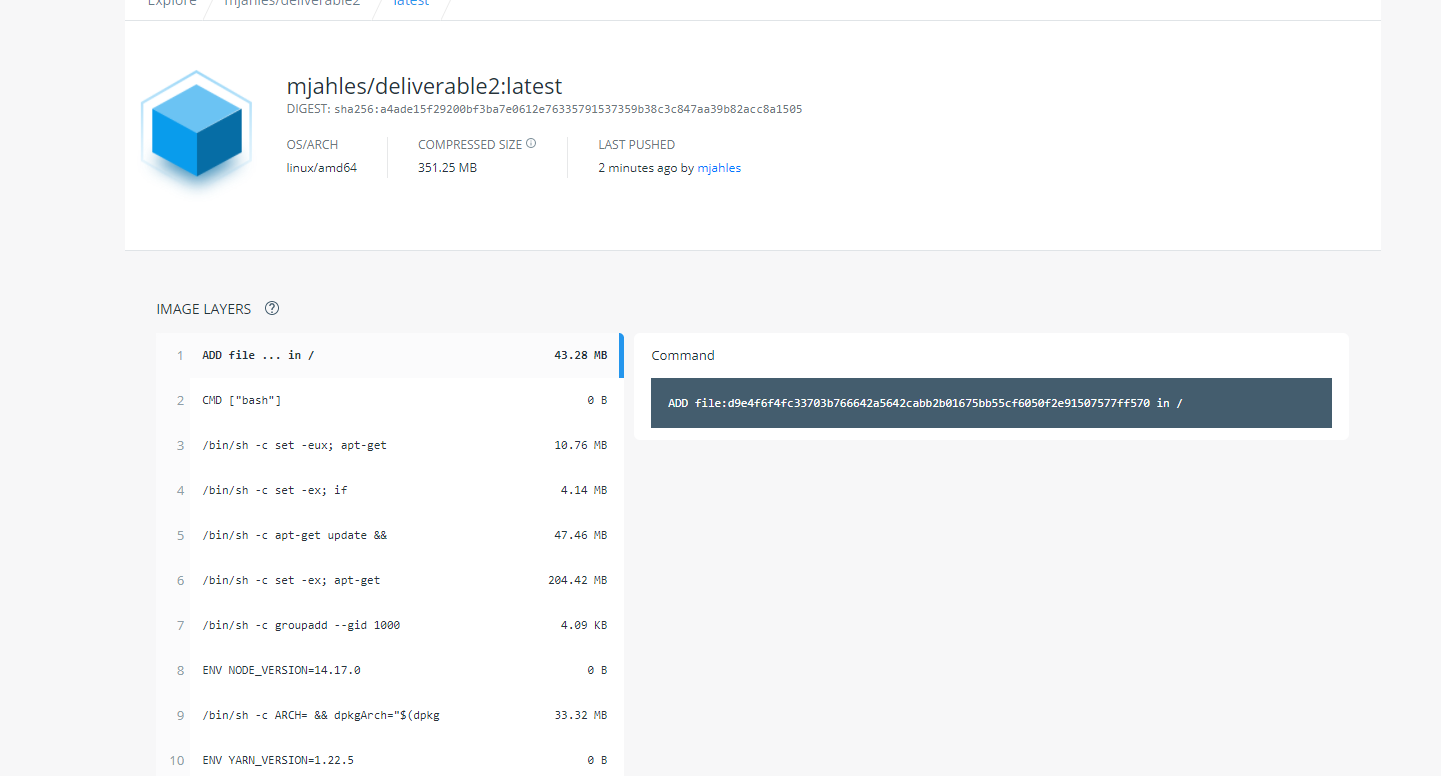 Explore mjahles/deliverable2 latest
mjahles/deliverable2:latest
DIGEST: sha256:a4ade15f29200bf3ba7e0612e76335791537359b38c3c847aa39b82acc8a1505
OS/ARCH
linux/amd64
COMPRESSED SIZE
351.25 MB
LAST PUSHED
2 minutes ago by mjahles
IMAGE LAYERS ?
1 ADD file ... in / 43.28 MB
2 CMD ["bash"] 0 B
3 /bin/sh -c set -eux; apt-get 10.76 MB
4 /bin/sh -c set -ex; if 4.14 MB
5 /bin/sh -c apt-get update && 47.46 MB
6 /bin/sh -c set -ex; apt-get 204.42 MB
7 /bin/sh -c groupadd --gid 1000 4.09 KB
8 ENV NODE_VERSION=14.17.0 0 B
9 /bin/sh -c ARCH= && dpkgArch="$(dpkg 33.32 MB
10 ENV YARN_VERSION=1.22.5 0 B
Command
ADD file:d9e4f6f4fc33703b766642a5642cabb2b01675bb55cf6050f2e91507577ff570 in /